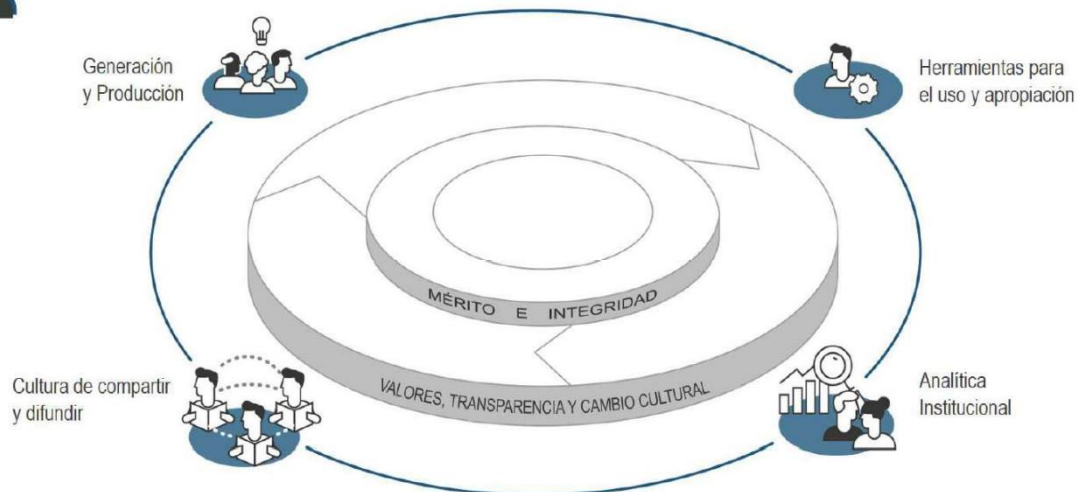 Generación
y Producción
Herramientas para
el uso y apropiación
MÉRITO E INTEGRIDAD
VALORES, TRANSPARENCIA Y CAMBIO CULTURAL
Cultura de compartir
y difundir
Analítica
Institucional